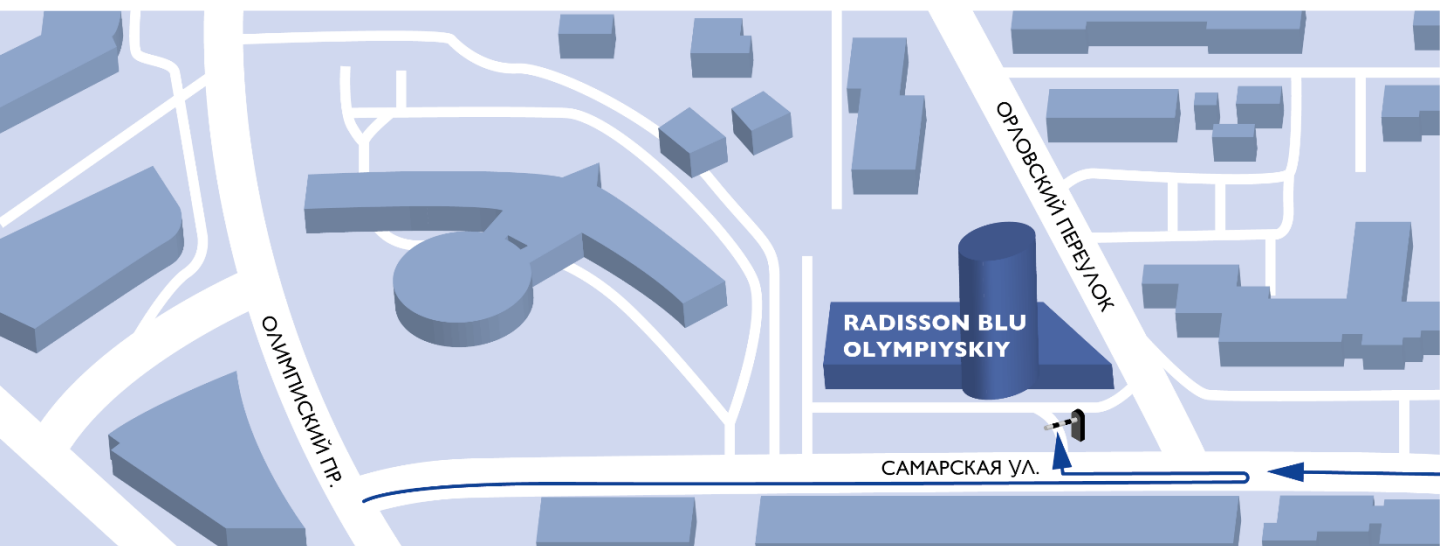 ОРЛОВСКИЙ ПЕРЕУЛОК
RADISSON BLU
OLYMPIYSKIY
ОЛИМПИСКИЙ ПР.
САМАРСКАЯ УЛ.